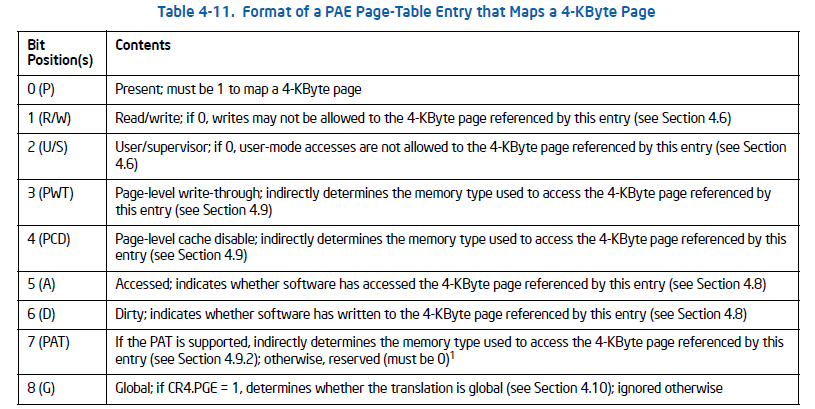 Table 4-11. Format of a PAE Page-Table Entry that Maps a 4-KByte Page
Bit Position(s) Contents
0 (P) Present; must be 1 to map a 4-KByte page
1 (R/W) Read/write; if 0, writes may not be allowed to the 4-KByte page referenced by this entry (see Section 4.6)
2 (U/S) User/supervisor; if 0, user-mode accesses are not allowed to the 4-KByte page referenced by this entry (see Section
4.6)
3 (PWT) Page-level write-through; indirectly determines the memory type used to access the 4-KByte page referenced by
this entry (see Section 4.9)
4 (PCD) Page-level cache disable; indirectly determines the memory type used to access the 4-KByte page referenced by this
entry (see Section 4.9)
5 (A) Accessed; indicates whether software has accessed the 4-KByte page referenced by this entry (see Section 4.8)
6 (D) Dirty; indicates whether software has written to the 4-KByte page referenced by this entry (see Section 4.8)
7 (PAT) If the PAT is supported, indirectly determines the memory type used to access the 4-KByte page referenced by this
entry (see Section 4.9.2); otherwise, reserved (must be 0)1
8 (G) Global; if CR4.PGE = 1, determines whether the translation is global (see Section 4.10); ignored otherwise